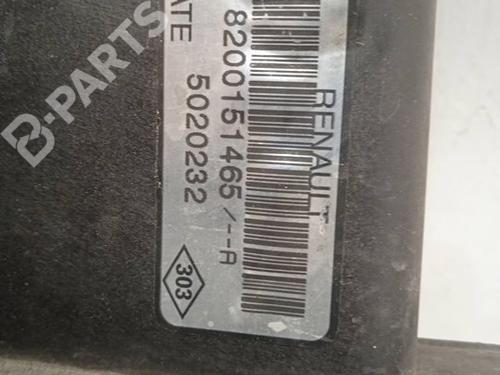 RENAULT
8200151465/--A
ATE
5020232
303
B-PARTS